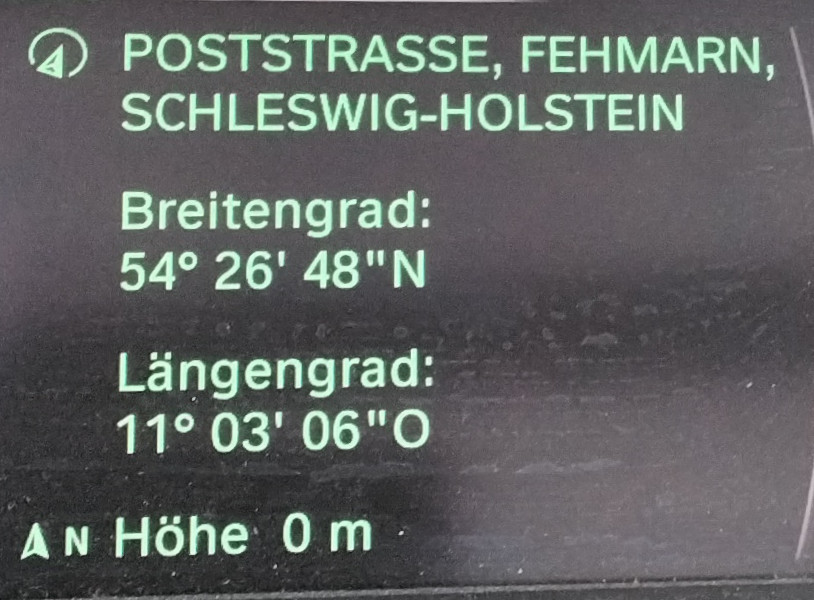 POSTSTRASSE, FEHMARN,
SCHLESWIG-HOLSTEIN
Breitengrad:
54° 26' 48"N
Längengrad:
11° 03' 06"O
N Höhe 0 m